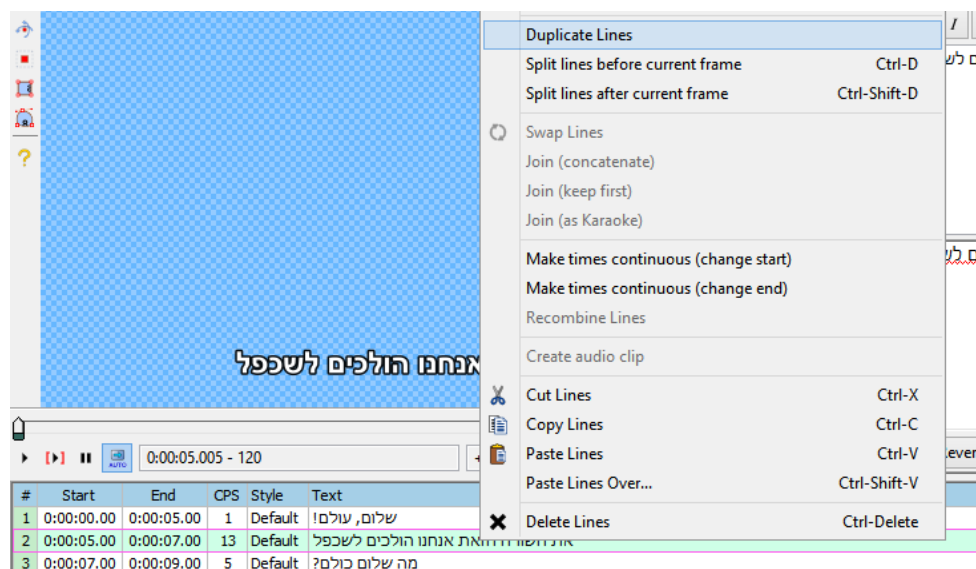 Duplicate Lines
I
Split lines before current frame Ctrl-D
Split lines after current frame Ctrl-Shift-D
Swap Lines
Join (concatenate)
Join (keep first)
Join (as Karaoke)
Make times continuous (change start)
Make times continuous (change end)
Recombine Lines
Create audio clip
אנחנו הולכים לשכפל
Cut Lines Ctrl-X
Copy Lines Ctrl-C
Paste Lines Ctrl-V
Paste Lines Over... Ctrl-Shift-V
Delete Lines Ctrl-Delete
AUTO
0:00:05.005 - 120
# Start End CPS Style Text
1 0:00:00.00 0:00:05.00 1 Default שלום, עולם!
2 0:00:05.00 0:00:07.00 13 Default את השורה הזאת אנחנו הולכים לשכפל
3 0:00:07.00 0:00:09.00 5 Default מה שלום כולם?